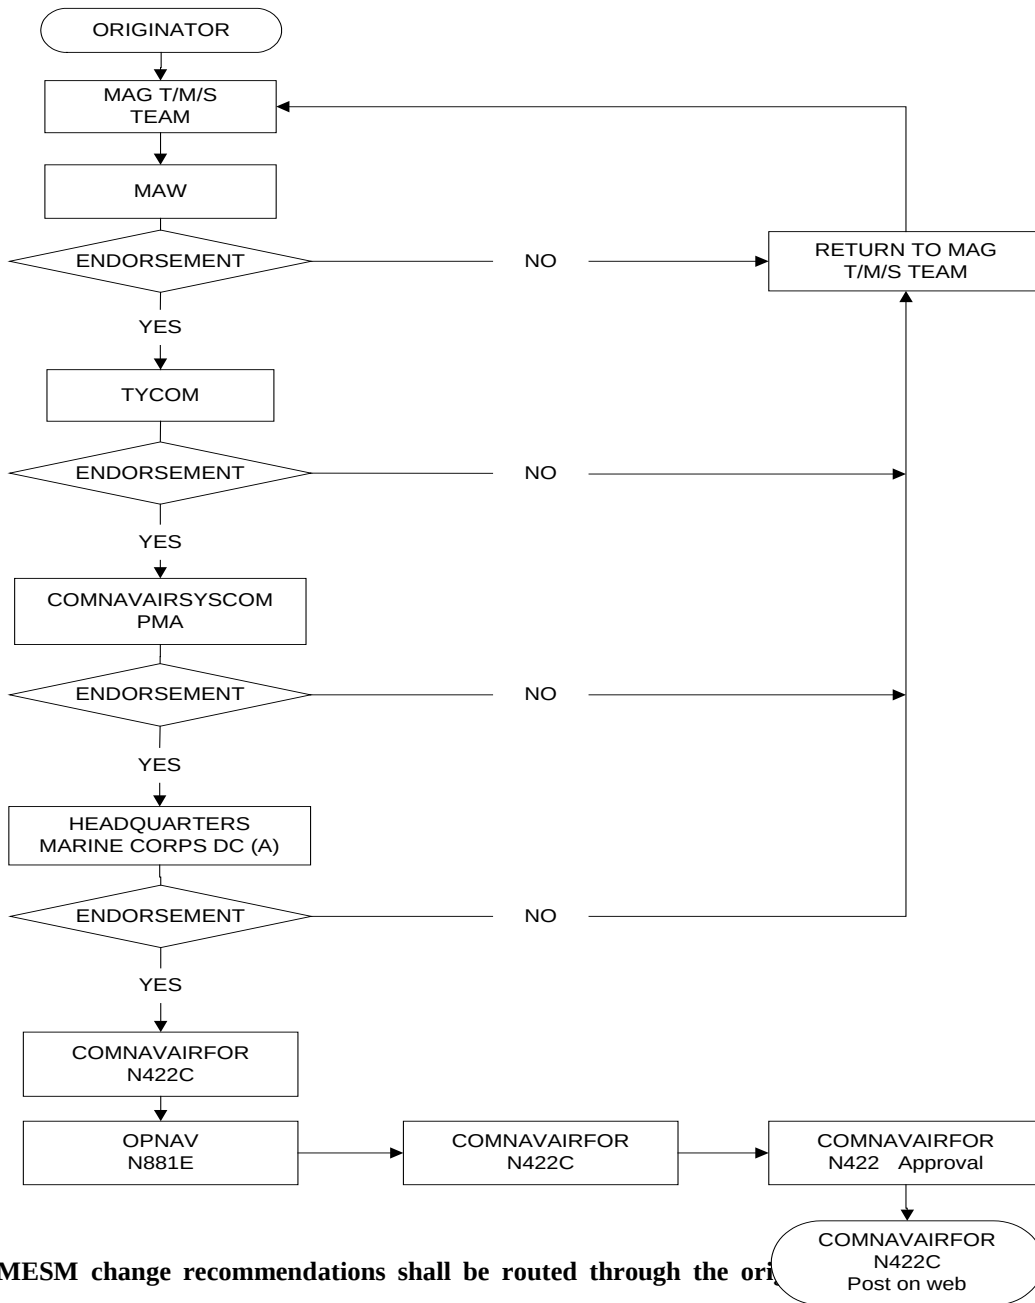 ORIGINATOR
MAG T/M/S
TEAM
MAW
ENDORSEMENT
NO
RETURN TO MAG
T/M/S TEAM
YES
TYCOM
ENDORSEMENT
NO
YES
COMNAVAIRSYSCOM
PMA
ENDORSEMENT
NO
YES
HEADQUARTERS
MARINE CORPS DC (A)
ENDORSEMENT
NO
YES
COMNAVAIRFOR
N422C
OPNAV
N881E
COMNAVAIRFOR
N422C
COMNAVAIRFOR
N422 Approval
COMNAVAIRFOR
N422C
Post on web
MESM change recommendations shall be routed through the